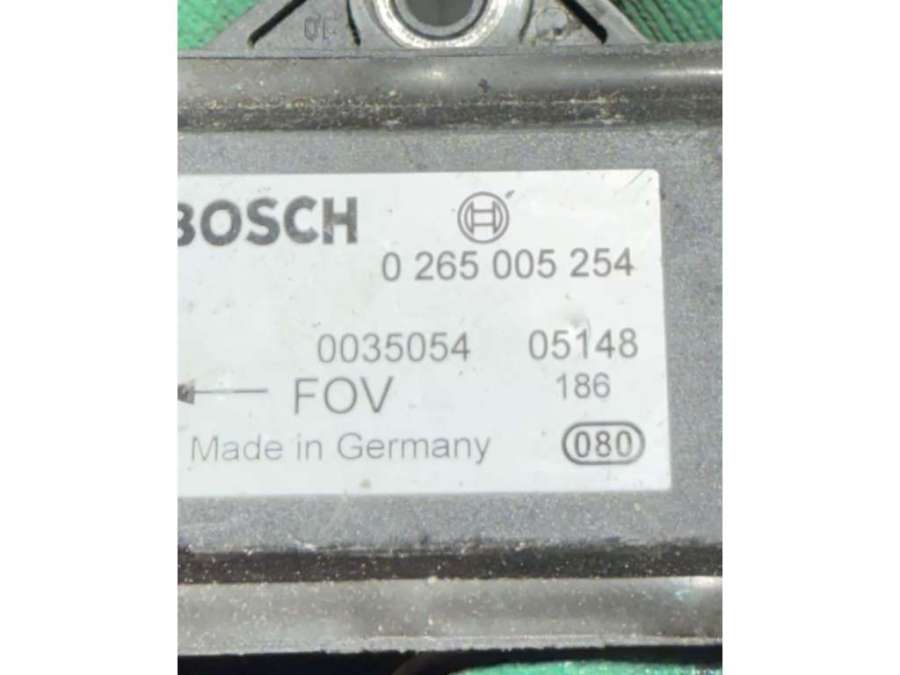 BOSCH
0 265 005 254
0035054 05148
FOV 186
Made in Germany 080